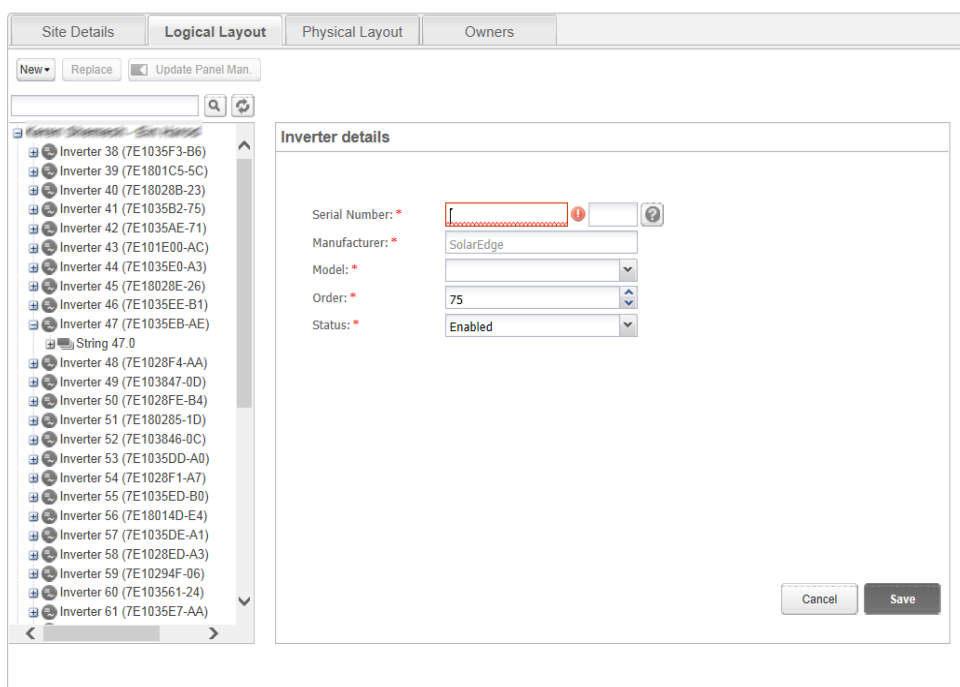 Site Details
Logical Layout
Physical Layout
Owners
New
Replace
Update Panel Man.
Inverter 38 (7E1035F3-B6)
Inverter 39 (7E1801C5-5C)
Inverter 40 (7E18028B-23)
Inverter 41 (7E1035B2-75)
Inverter 42 (7E1035AE-71)
Inverter 43 (7E101E00-AC)
Inverter 44 (7E1035E0-A3)
Inverter 45 (7E18028E-26)
Inverter 46 (7E1035EE-B1)
Inverter 47 (7E1035EB-AE)
String 47.0
Inverter 48 (7E1028F4-AA)
Inverter 49 (7E103847-0D)
Inverter 50 (7E1028FE-B4)
Inverter 51 (7E180285-1D)
Inverter 52 (7E103846-0C)
Inverter 53 (7E1035DD-A0)
Inverter 54 (7E1028F1-A7)
Inverter 55 (7E1035ED-B0)
Inverter 56 (7E18014D-E4)
Inverter 57 (7E1035DE-A1)
Inverter 58 (7E1028ED-A3)
Inverter 59 (7E10294F-06)
Inverter 60 (7E103561-24)
Inverter 61 (7E1035E7-AA)
Inverter details
Serial Number: *
Manufacturer: * SolarEdge
Model: *
Order: * 75
Status: * Enabled
Cancel
Save